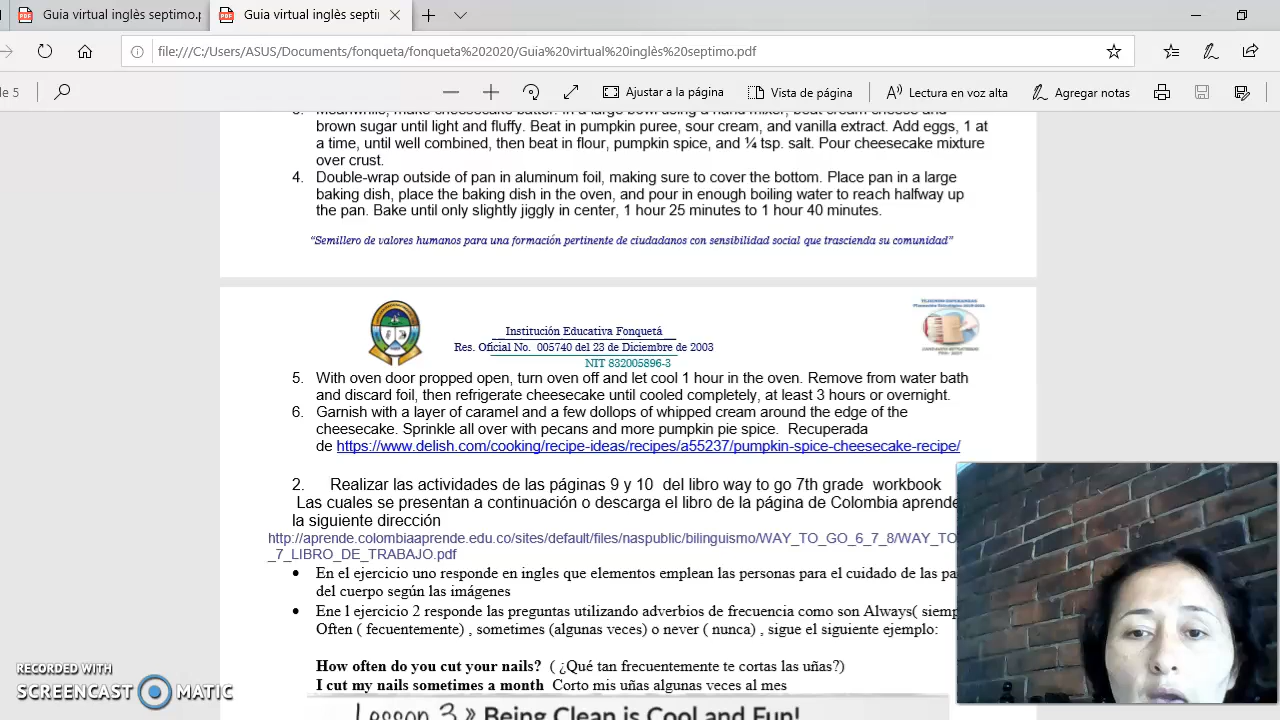 Guia virtual inglès septimo.p
Guia virtual inglès septimo.pdf
file:///C:/Users/ASUS/Documents/fonqueta/fonqueta%202020/Guia%20virtual%20inglès%20septimo.pdf
de 5
Ajustar a la página
Vista de página
Lectura en voz alta
Agregar notas
brown sugar until light and fluffy. Beat in pumpkin puree, sour cream, and vanilla extract. Add eggs, 1 at
a time, until well combined, then beat in flour, pumpkin spice, and ¼ tsp. salt. Pour cheesecake mixture
over crust.
4. Double-wrap outside of pan in aluminum foil, making sure to cover the bottom. Place pan in a large
baking dish, place the baking dish in the oven, and pour in enough boiling water to reach halfway up
the pan. Bake until only slightly jiggly in center, 1 hour 25 minutes to 1 hour 40 minutes.
“Semillero de valores humanos para una formación pertinente de ciudadanos con sensibilidad social que trascienda su comunidad”
Institución Educativa Fonquetá
Res. Oficial No. 005740 del 23 de Diciembre de 2003
NIT 832005896-3
5. With oven door propped open, turn oven off and let cool 1 hour in the oven. Remove from water bath
and discard foil, then refrigerate cheesecake until cooled completely, at least 3 hours or overnight.
6. Garnish with a layer of caramel and a few dollops of whipped cream around the edge of the
cheesecake. Sprinkle all over with pecans and more pumpkin pie spice. Recuperada
de https://www.delish.com/cooking/recipe-ideas/recipes/a55237/pumpkin-spice-cheesecake-recipe/
2. Realizar las actividades de las páginas 9 y 10 del libro way to go 7th grade workbook
Las cuales se presentan a continuación o descarga el libro de la página de Colombia aprende
la siguiente dirección
http://aprende.colombiaaprende.edu.co/sites/default/files/naspublic/bilinguismo/WAY_TO_GO_6_7_8/WAY_TO
_7_LIBRO_DE_TRABAJO.pdf
• En el ejercicio uno responde en ingles que elementos emplean las personas para el cuidado de las pa
del cuerpo según las imágenes
• Ene l ejercicio 2 responde las preguntas utilizando adverbios de frecuencia como son Always( siemp
Often ( fecuentemente) , sometimes (algunas veces) o never ( nunca) , sigue el siguiente ejemplo:
How often do you cut your nails? ( ¿Qué tan frecuentemente te cortas las uñas?)
I cut my nails sometimes a month Corto mis uñas algunas veces al mes
Lesson 3 » Being Clean is Cool and Fun!
RECORDED WITH
SCREENCAST MATIC